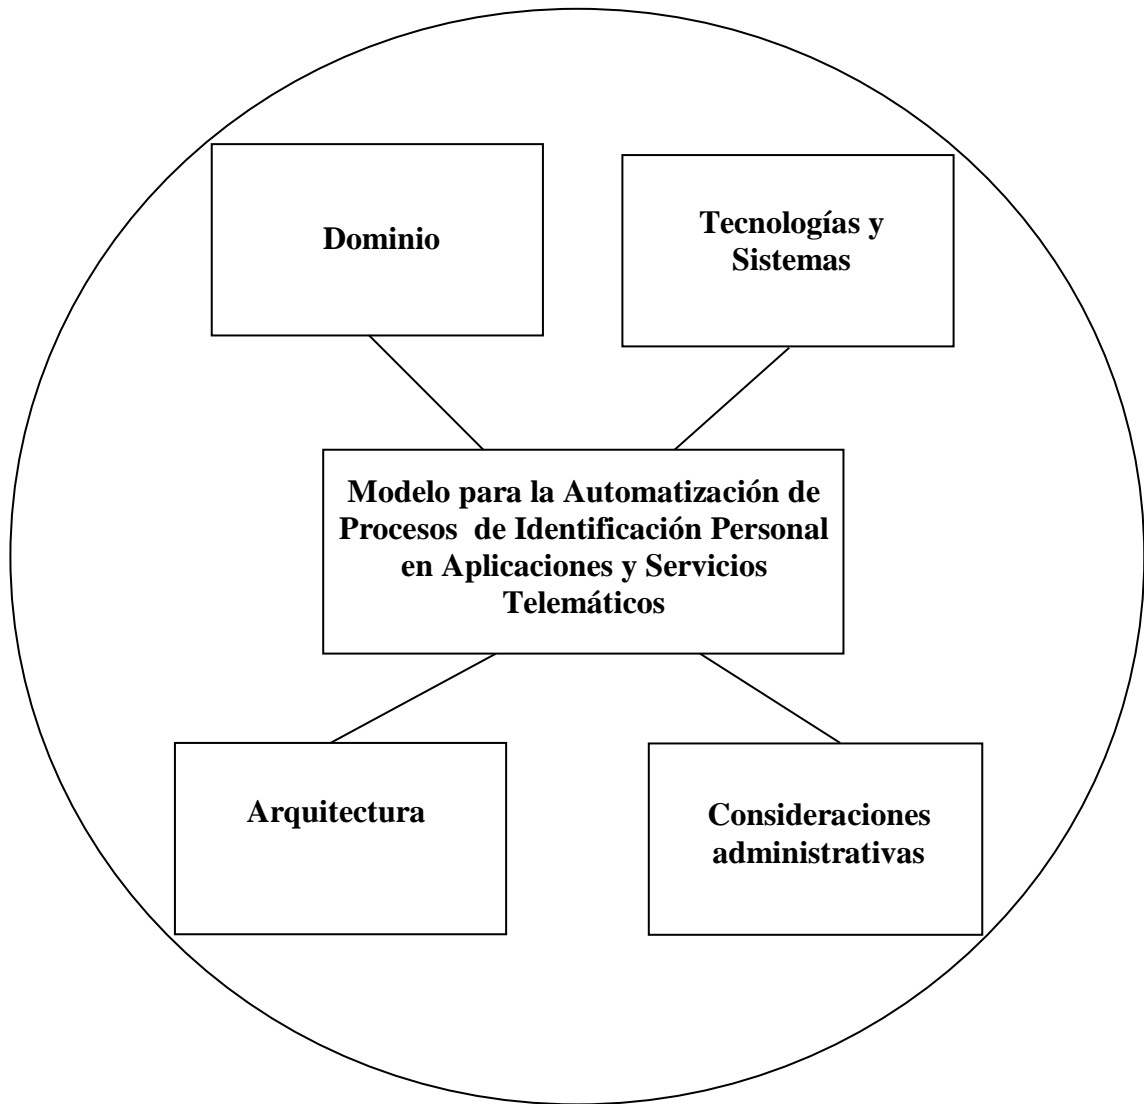 Dominio
Tecnologías y
Sistemas
Modelo para la Automatización de
Procesos  de Identificación Personal
en Aplicaciones y Servicios
Telemáticos
Arquitectura
Consideraciones
administrativas